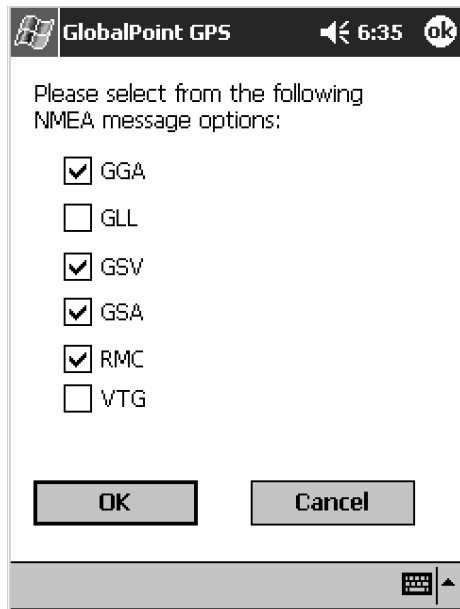 GlobalPoint GPS 6:35 ok
Please select from the following
NMEA message options:
GGA
GLL
GSV
GSA
RMC
VTG
OK Cancel